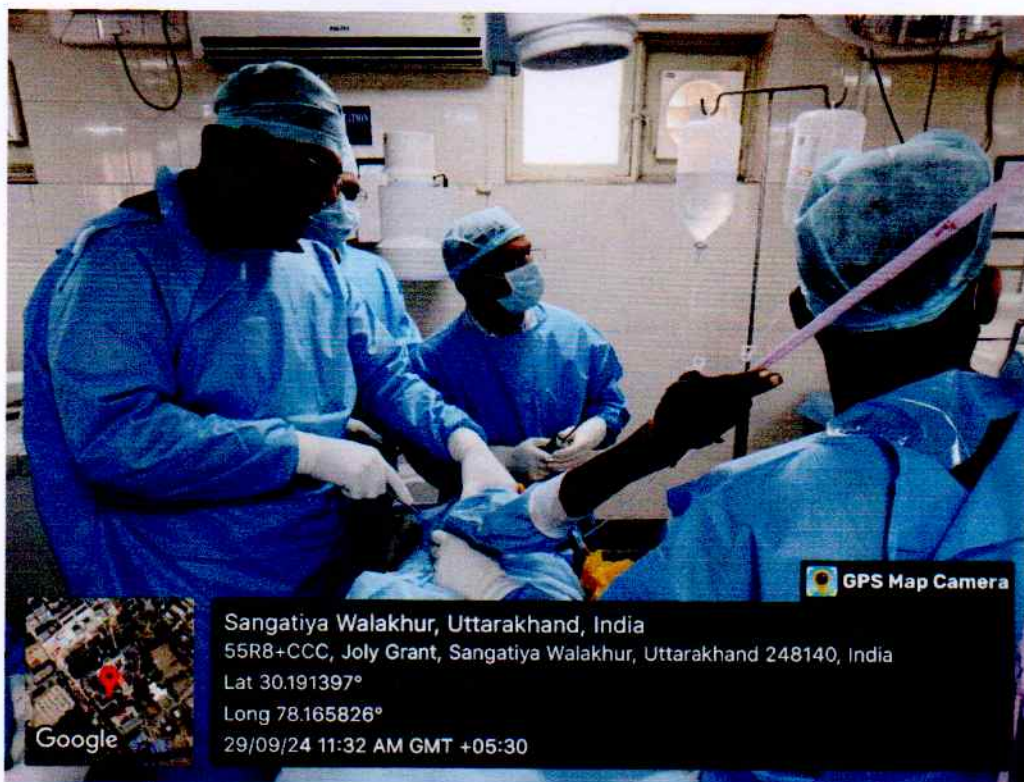 GPS Map Camera
Sangatiya Walakhur, Uttarakhand, India
55R8+CCC, Joly Grant, Sangatiya Walakhur, Uttarakhand 248140, India
Lat 30.191397°
Long 78.165826°
29/09/24 11:32 AM GMT +05:30
Google